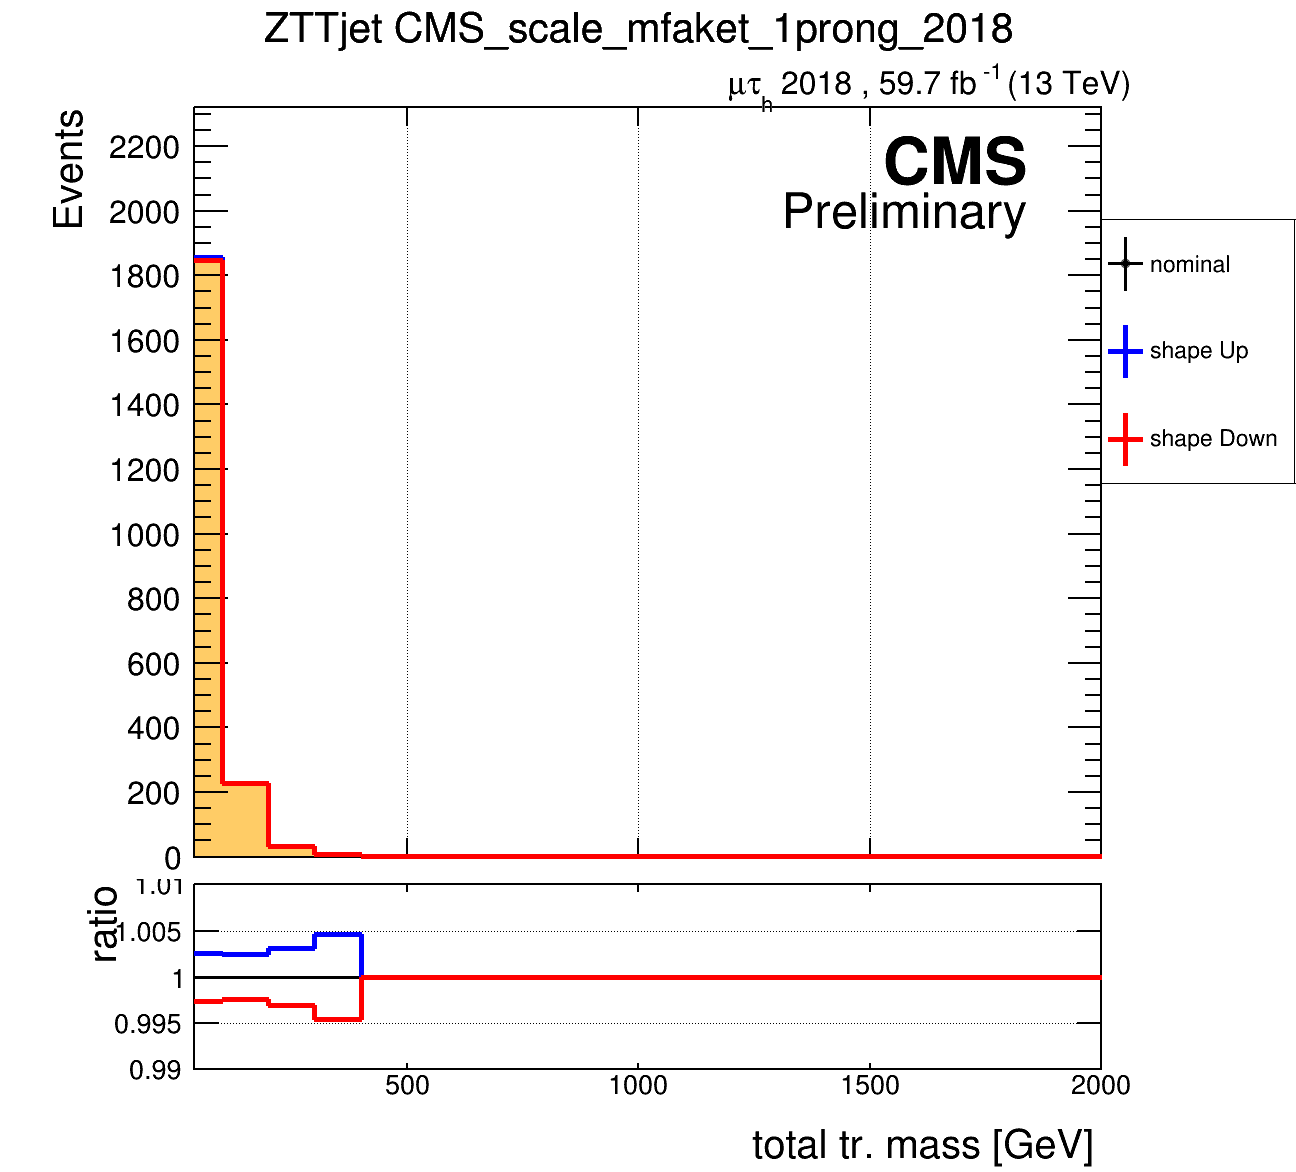 ZTTjet CMS_scale_mfaket_1prong_2018
μτh 2018 , 59.7 fb-1 (13 TeV)
Events
2200
2000
1800
1600
1400
1200
1000
800
600
400
200
0
CMS
Preliminary
nominal
shape Up
shape Down
ratio
1.01
1.005
1
0.995
0.99
500 1000 1500 2000
total tr. mass [GeV]